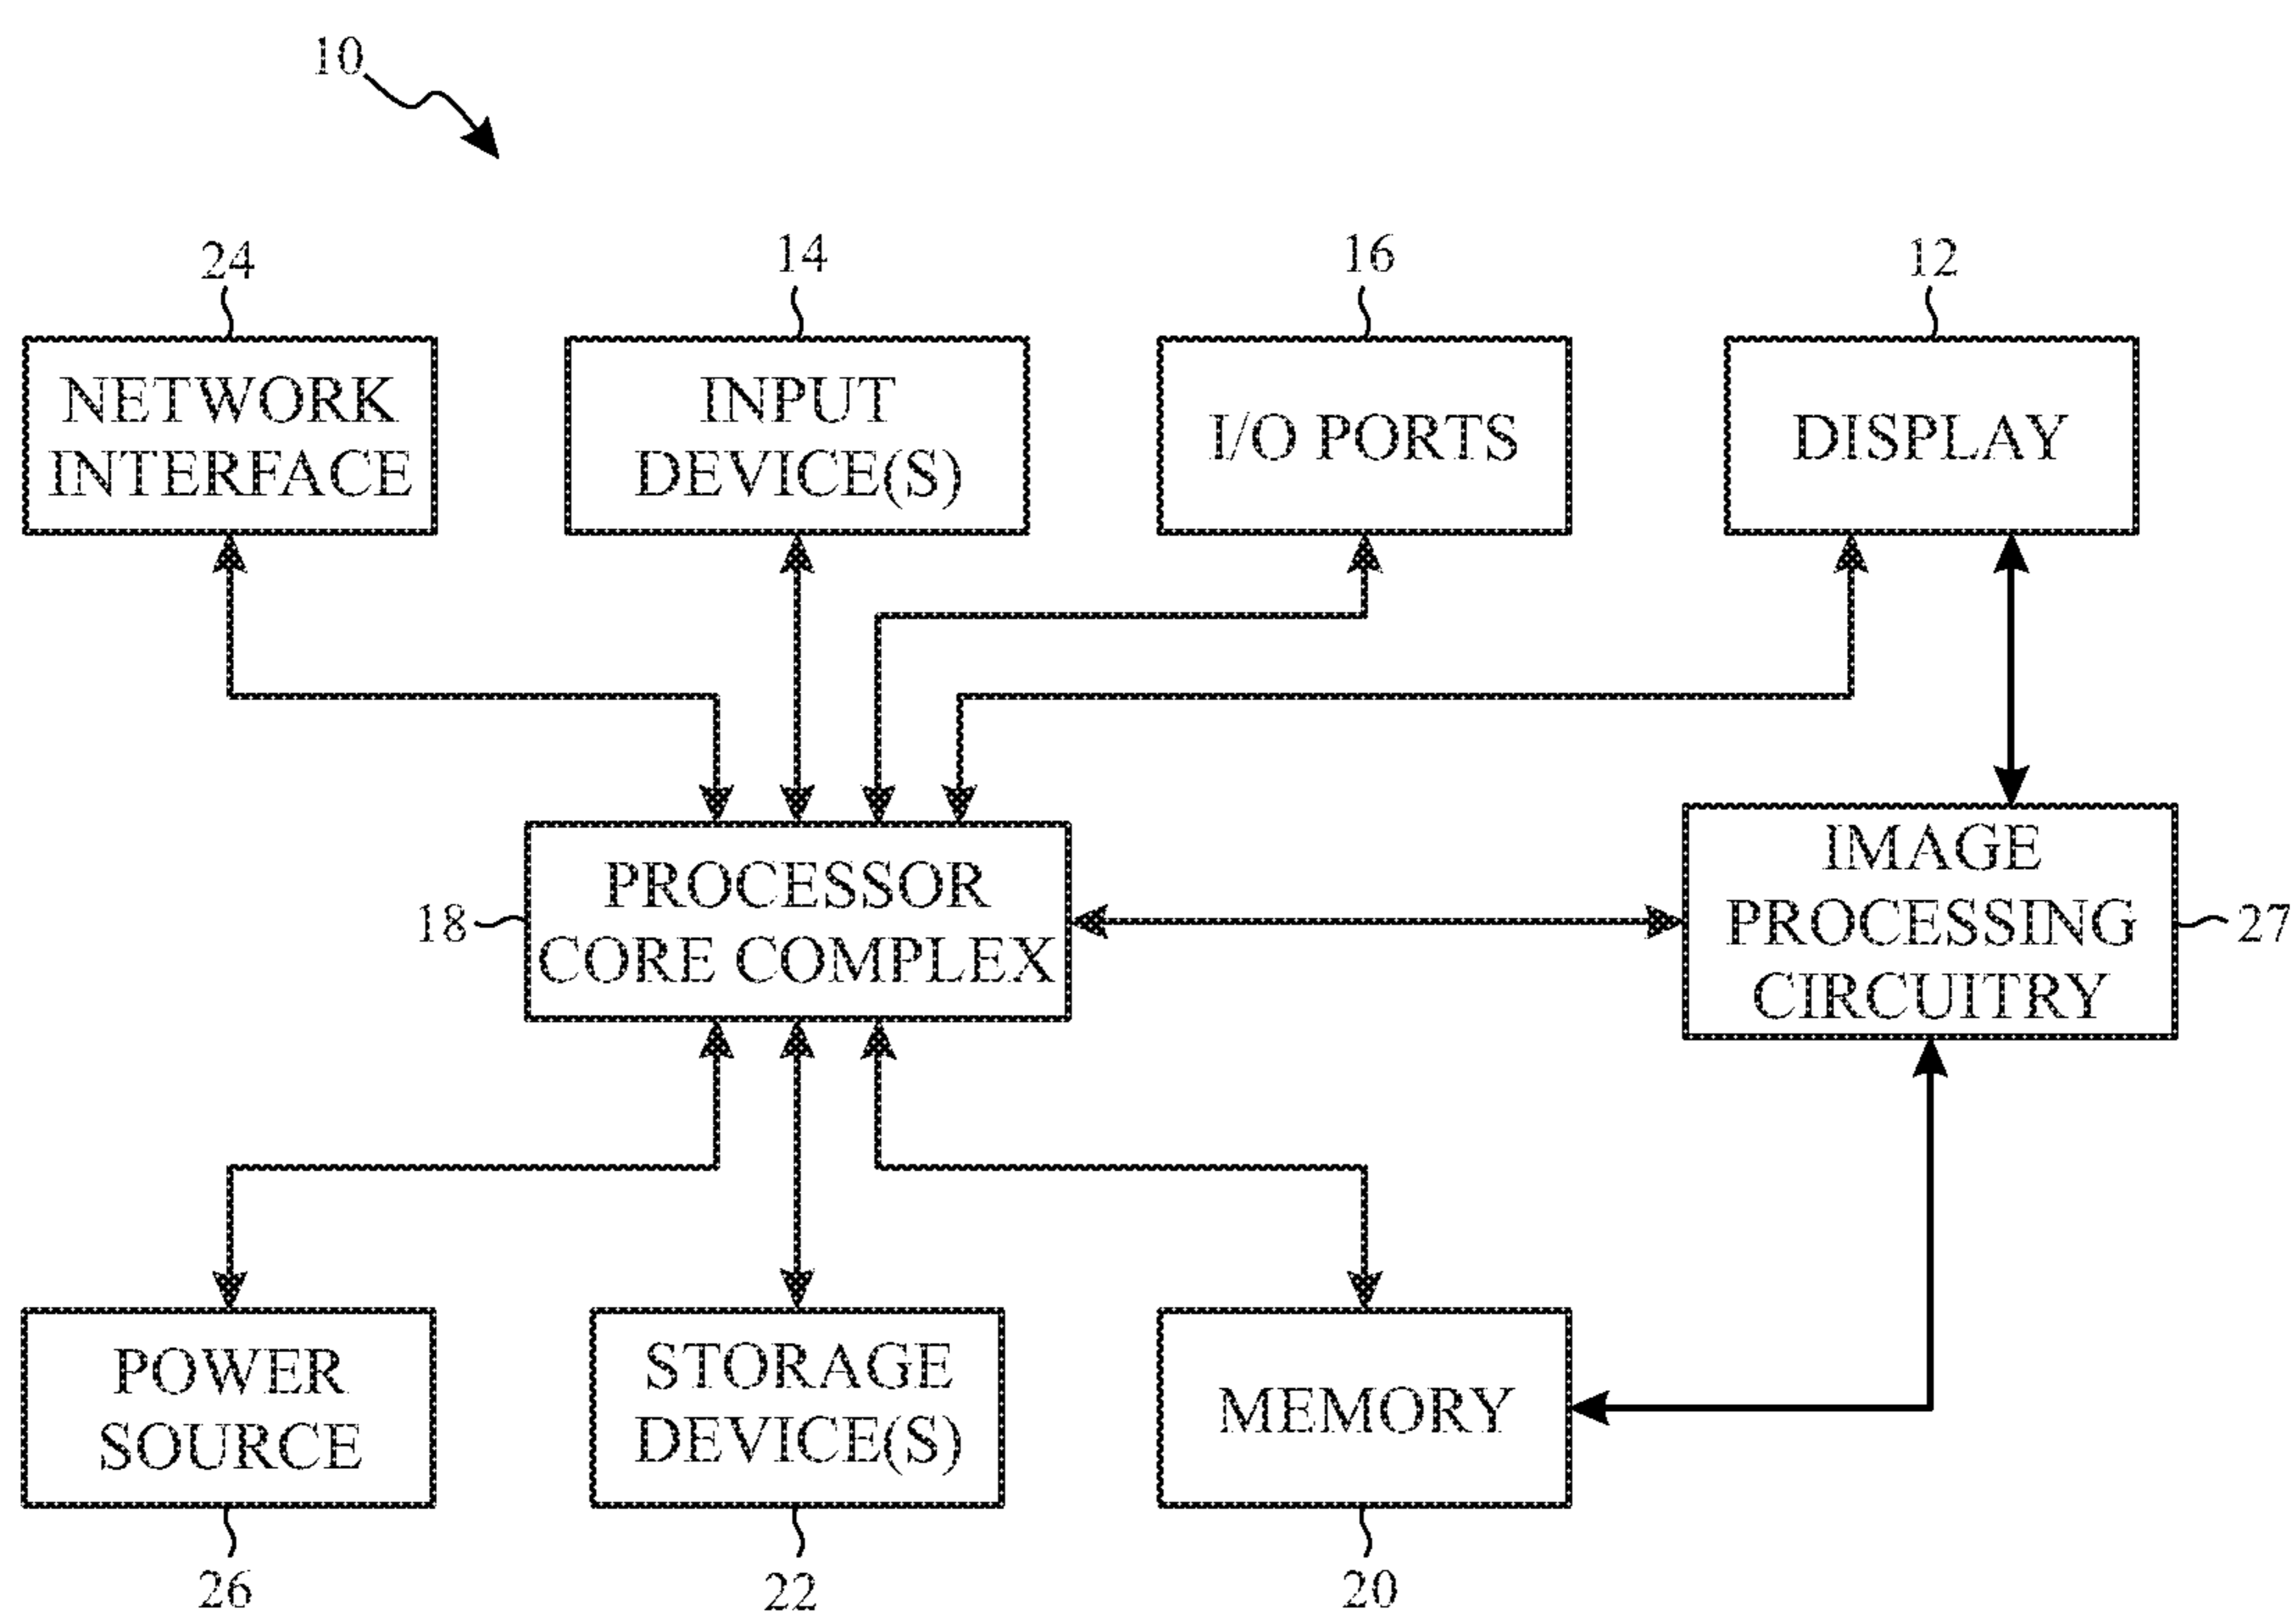 10
24
14
16
12
NETWORK
INTERFACE
INPUT
DEVICE(S)
I/O PORTS
DISPLAY
18
PROCESSOR
CORE COMPLEX
IMAGE
PROCESSING
CIRCUITRY
27
POWER
SOURCE
STORAGE
DEVICE(S)
MEMORY
26
22
20